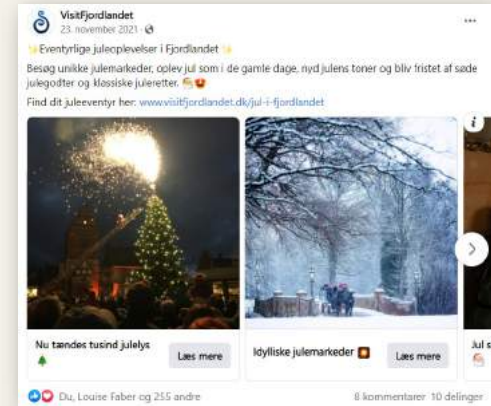 VisitFjordlandet
23. november 2021
Eventyrlige juleoplevelser i Fjordlandet
Besøg unikke julemarkeder, oplev jul som i de gamle dage, nyd julens toner og bliv fristet af søde
julegodter og klassiske juleretter.
Find dit juleeventyr her: www.visitfjordlandet.dk/jul-i-fjordlandet
Nu tændes tusind julelys
Læs mere
Idylliske julemarkeder
Læs mere
Jul s
Du, Louise Faber og 255 andre
8 kommentarer 10 delinger